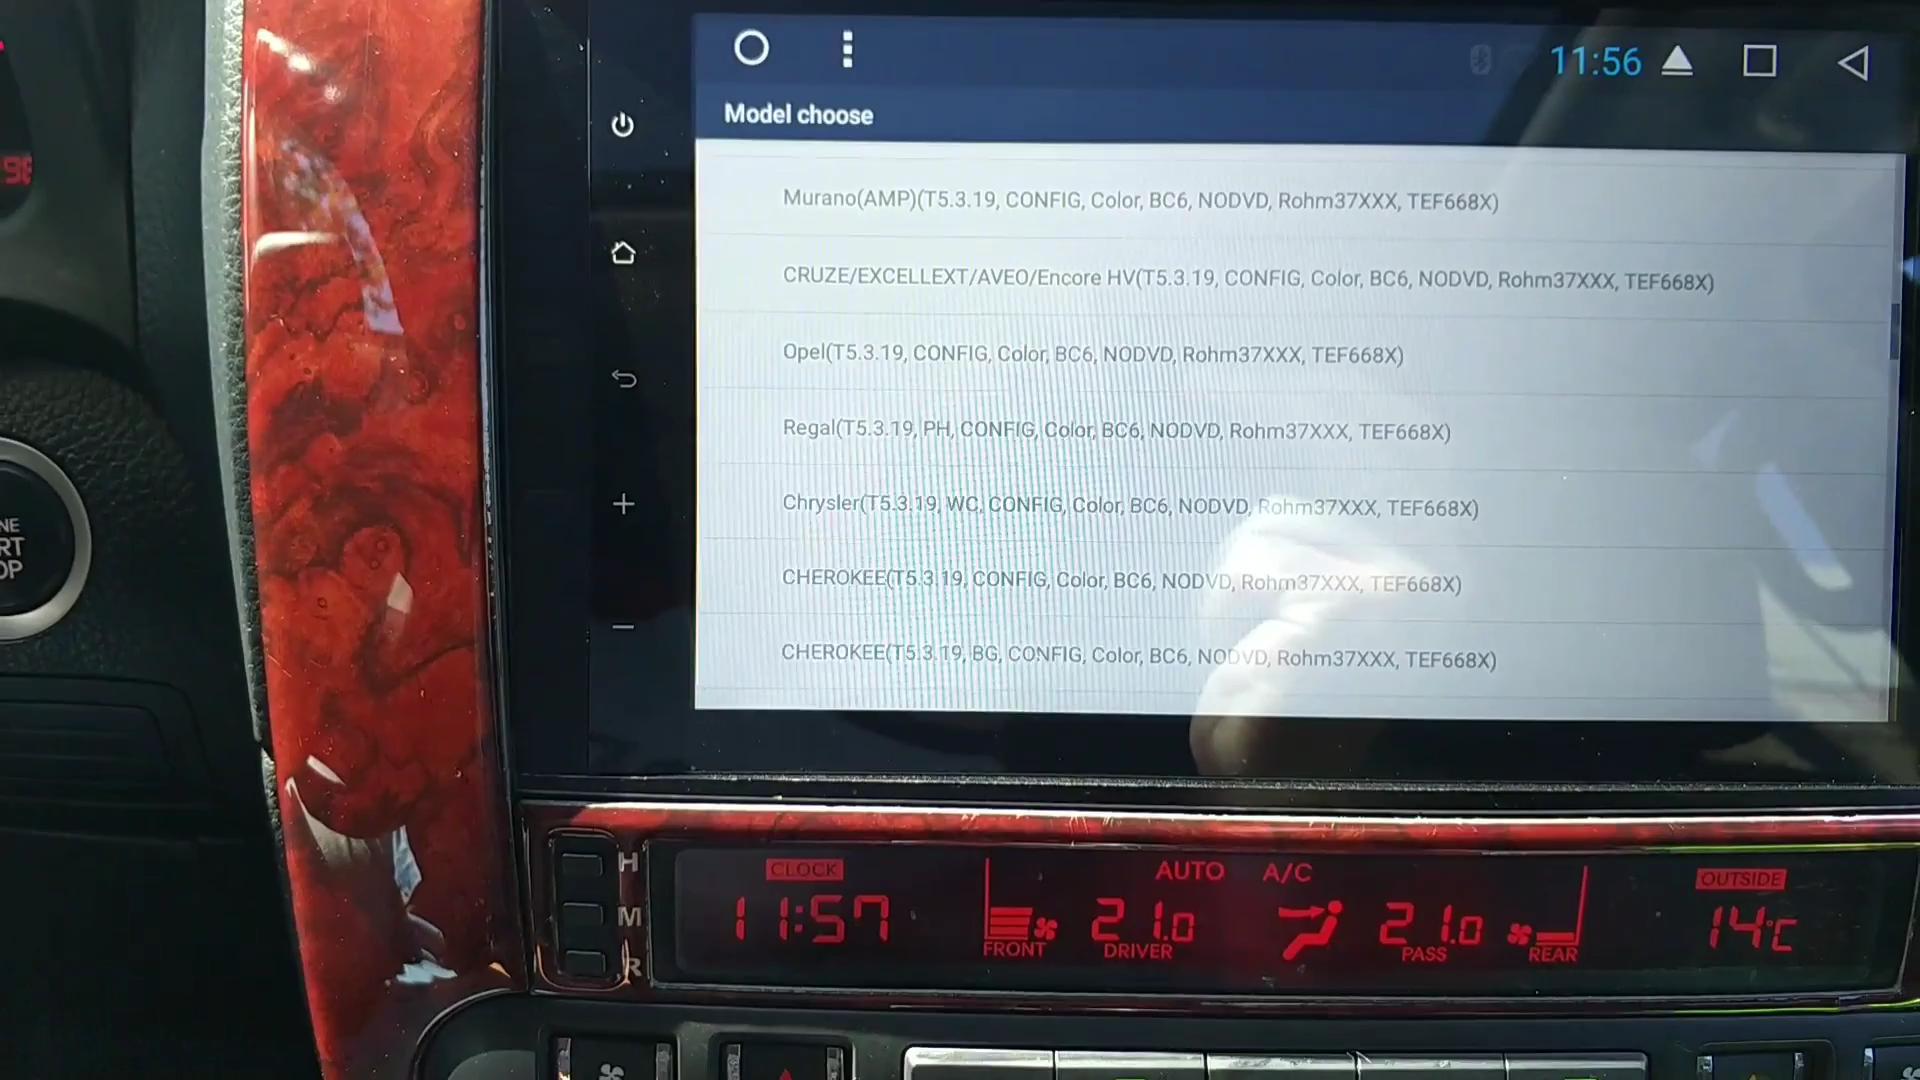 98
11:56
Model choose
Murano(AMP)(T5.3.19, CONFIG, Color, BC6, NODVD, Rohm37XXX, TEF668X)
CRUZE/EXCELLEXT/AVEO/Encore HV(T5.3.19, CONFIG, Color, BC6, NODVD, Rohm37XXX, TEF668X)
Opel(T5.3.19, CONFIG, Color, BC6, NODVD, Rohm37XXX, TEF668X)
Regal(T5.3.19, PH, CONFIG, Color, BC6, NODVD, Rohm37XXX, TEF668X)
Chrysler(T5.3.19, WC, CONFIG, Color, BC6, NODVD, Rohm37XXX, TEF668X)
CHEROKEE(T5.3.19, CONFIG, Color, BC6, NODVD, Rohm37XXX, TEF668X)
CHEROKEE(T5.3.19, BG, CONFIG, Color, BC6, NODVD, Rohm37XXX, TEF668X)
NE
RT
OP
H
M
R
CLOCK
11:57
AUTO A/C
FRONT
21.0
DRIVER
21.0
PASS
REAR
OUTSIDE
14°C